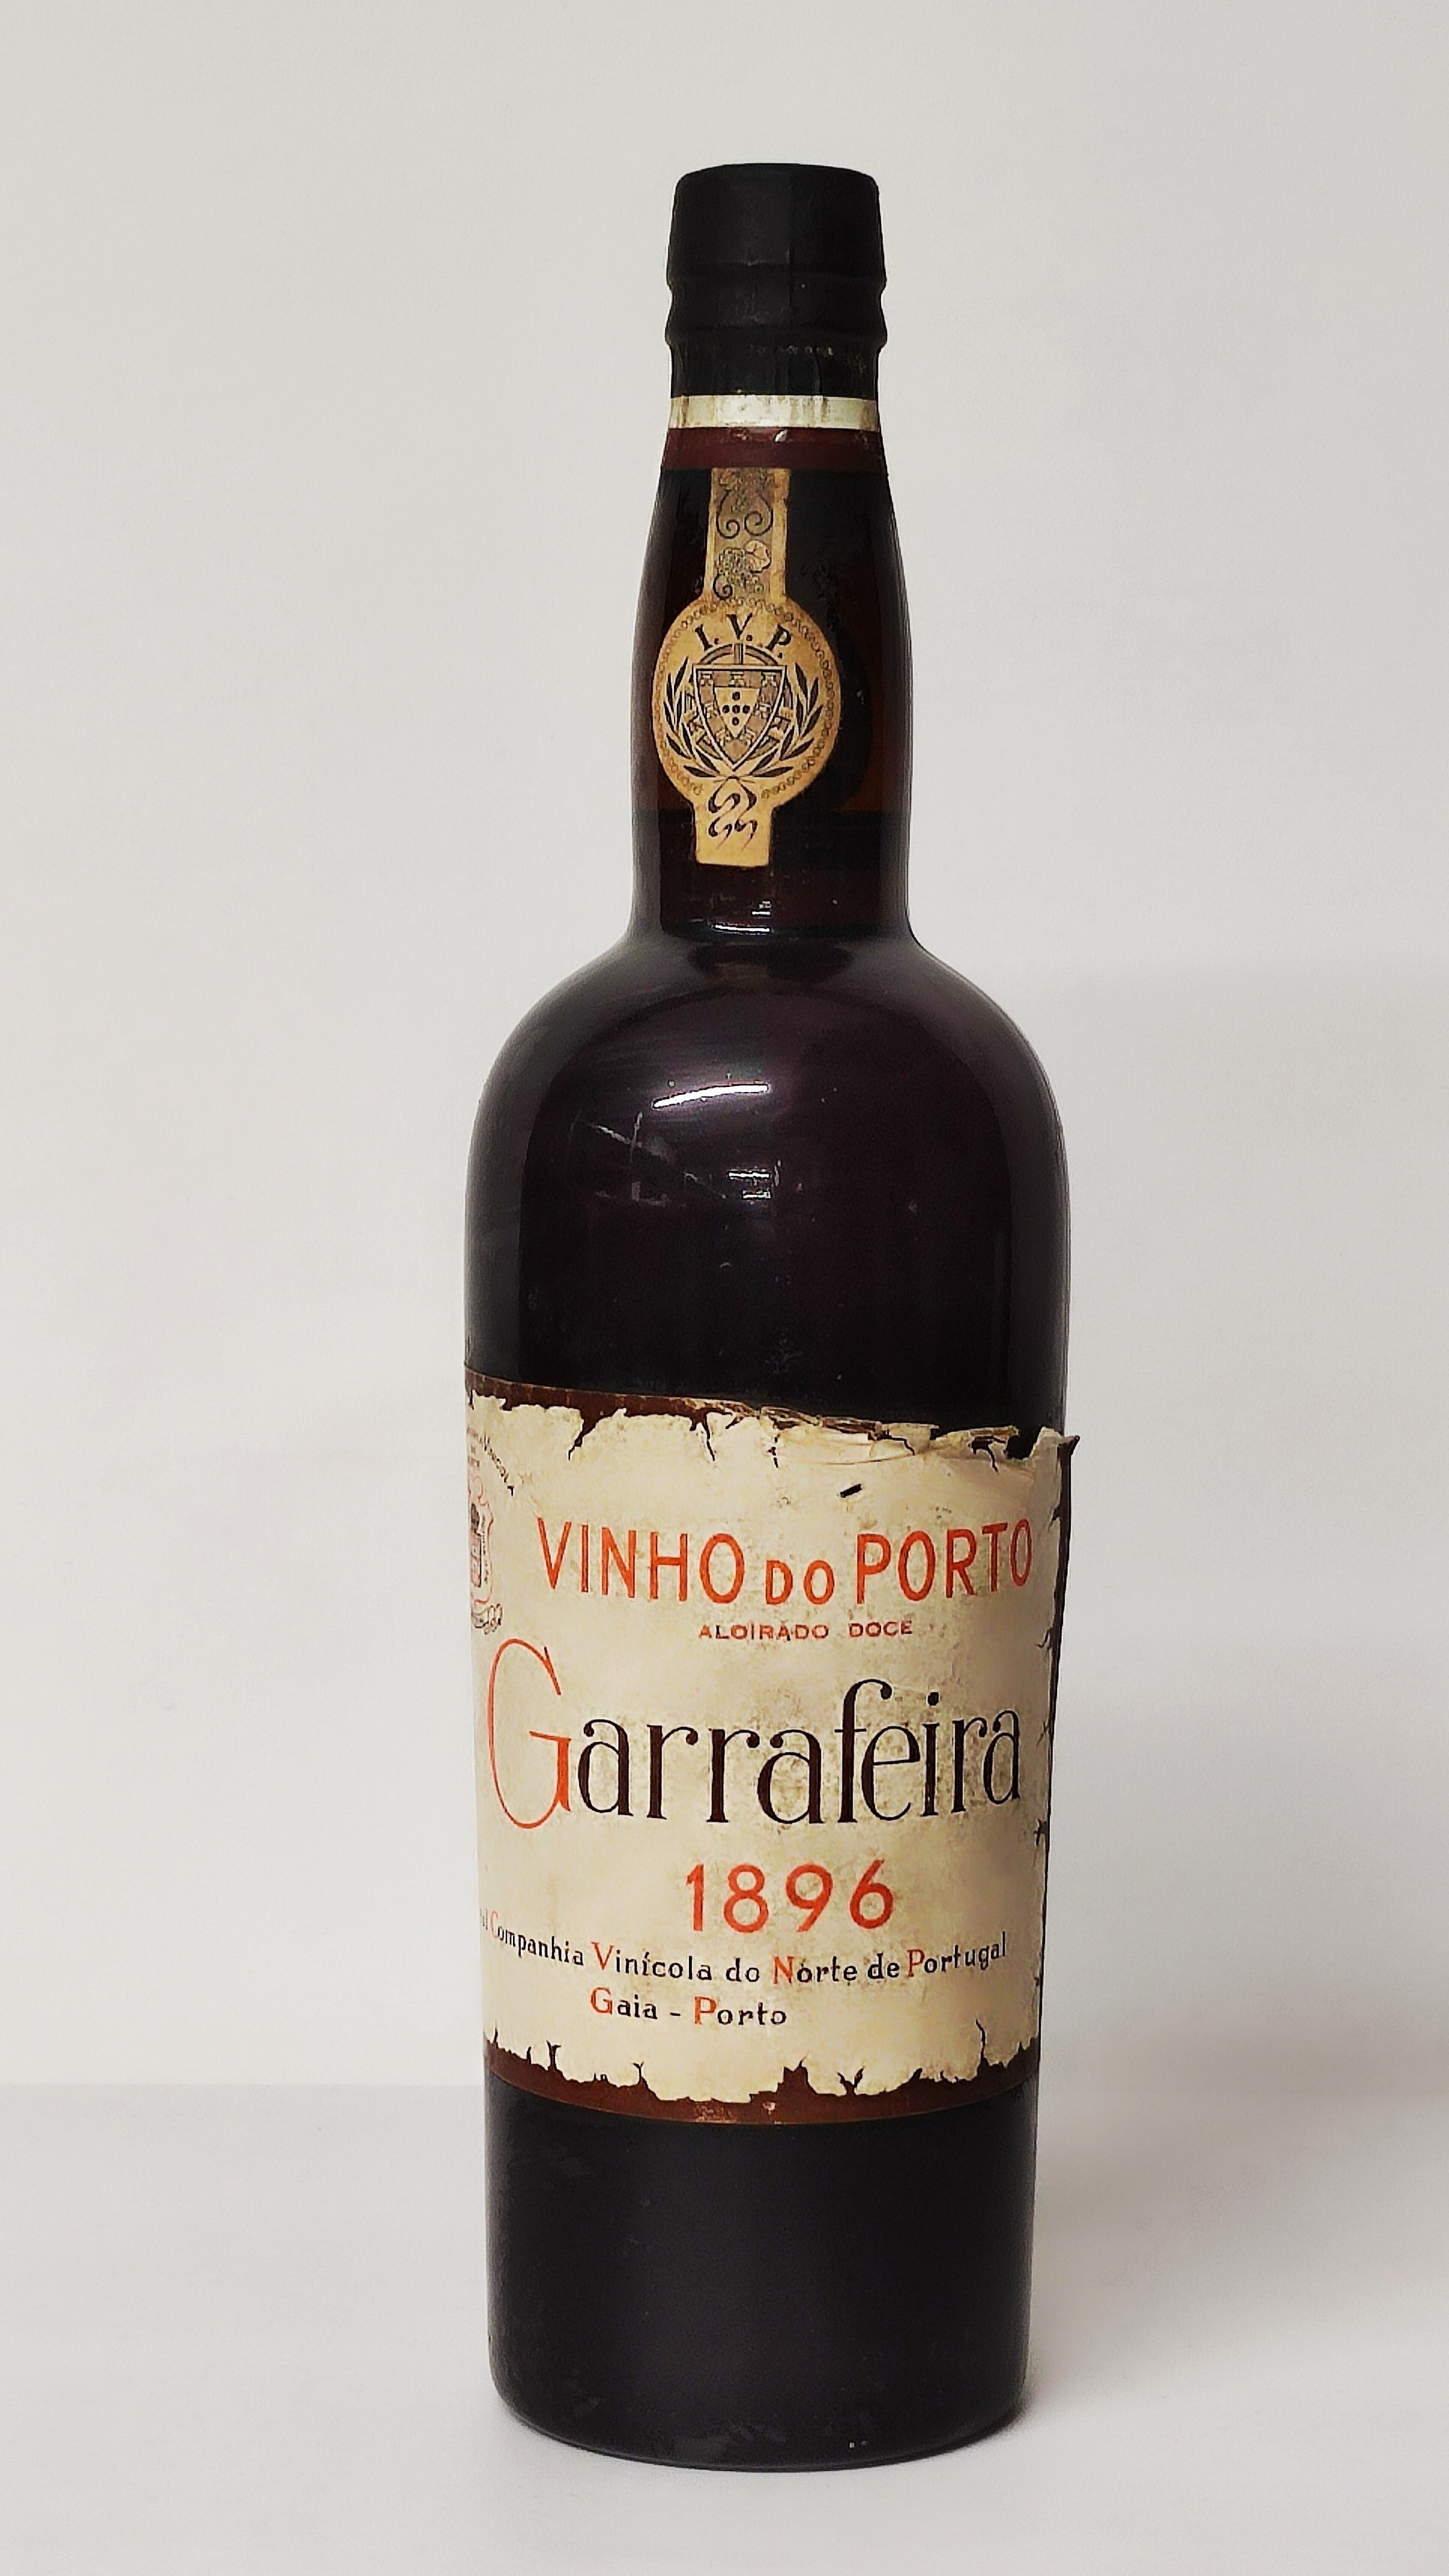 I.V.P.
VINHO DO PORTO
ALOIRADO DOCE
Garrafeira
1896
Companhia Vinícola do Norte de Portugal
Gaia - Porto